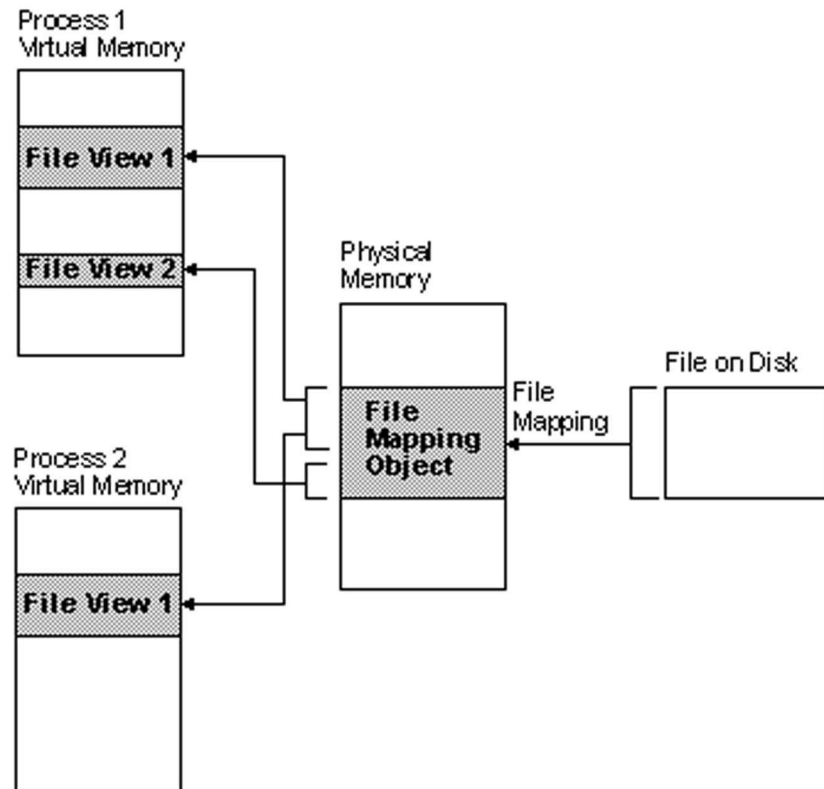 Process 1
Virtual Memory
File View 1
File View 2
Physical
Memory
File
Mapping
Object
File
Mapping
File on Disk
Process 2
Virtual Memory
File View 1